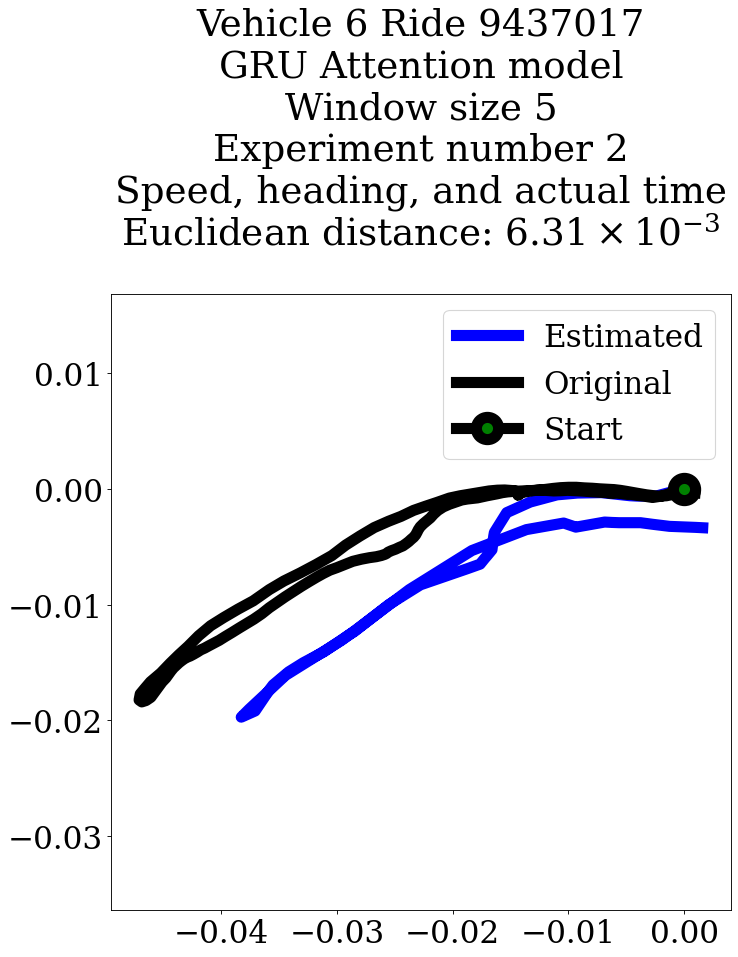 Vehicle 6 Ride 9437017
GRU Attention model
Window size 5
Experiment number 2
Speed, heading, and actual time
Euclidean distance: 6.31 × 10⁻³
Estimated
Original
Start
0.01
0.00
−0.01
−0.02
−0.03
−0.04 −0.03 −0.02 −0.01 0.00